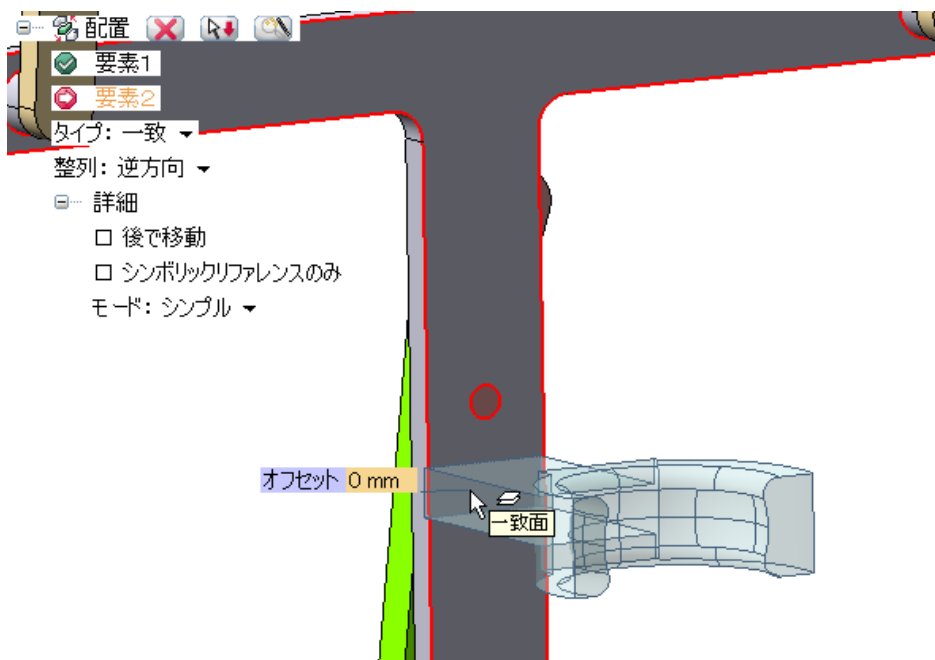 配置
要素1
要素2
タイプ: 一致
整列: 逆方向
詳細
後で移動
シンボリックリファレンスのみ
モード: シンプル
オフセット 0 mm
一致面